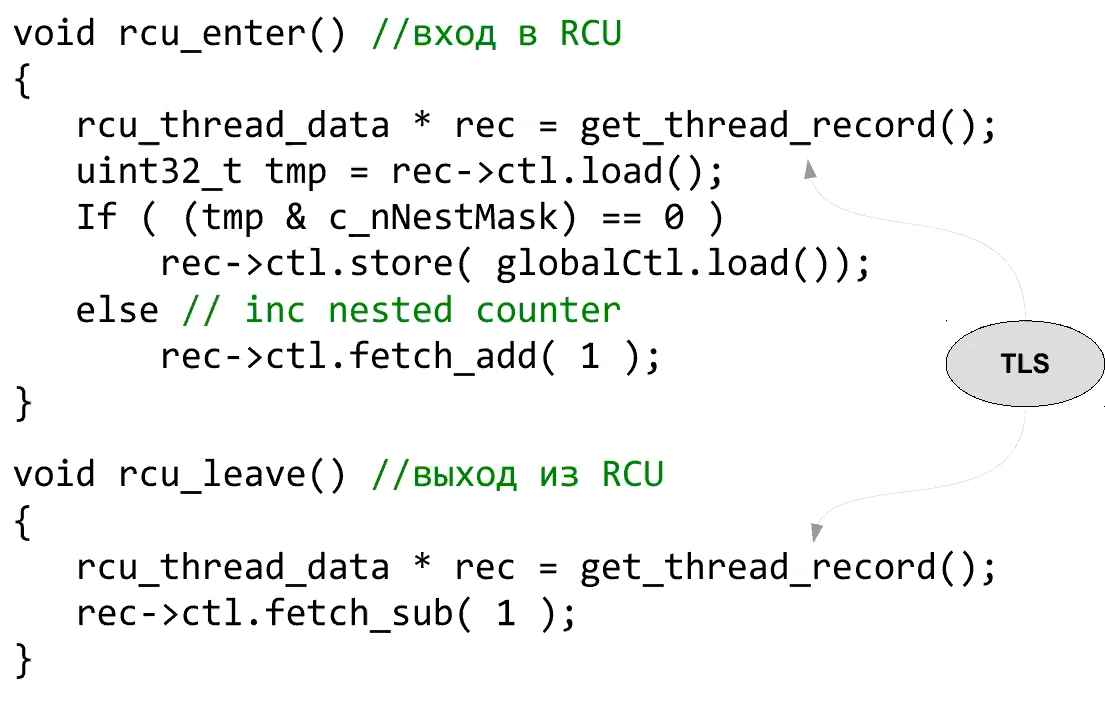 void rcu_enter() //вход в RCU
{
rcu_thread_data * rec = get_thread_record();
uint32_t tmp = rec->ctl.load();
If ( (tmp & c_nNestMask) == 0 )
rec->ctl.store( globalCtl.load());
else // inc nested counter
rec->ctl.fetch_add( 1 );
}
TLS
void rcu_leave() //выход из RCU
{
rcu_thread_data * rec = get_thread_record();
rec->ctl.fetch_sub( 1 );
}